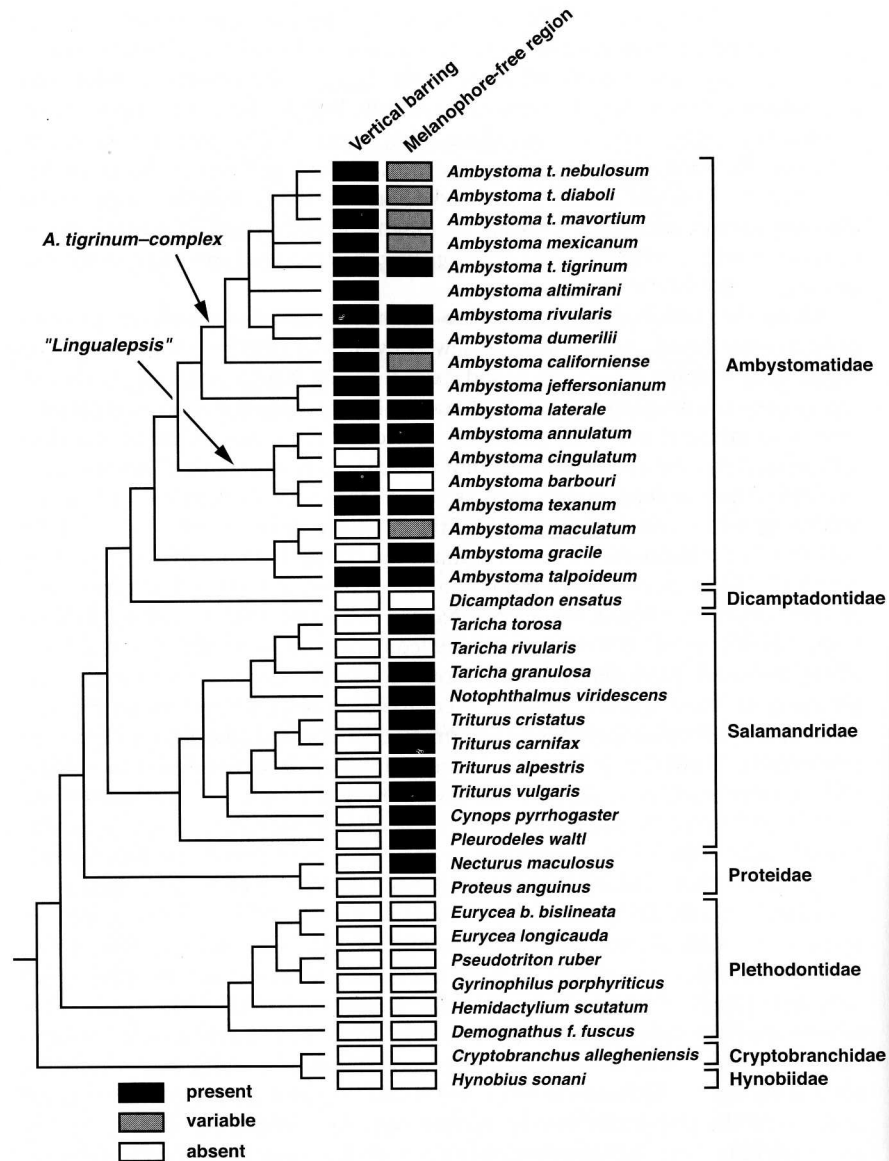 Vertical barring
Melanophore-free region
Ambystoma t. nebulosum
Ambystoma t. diaboli
Ambystoma t. mavortium
A. tigrinum–complex
Ambystoma mexicanum
Ambystoma t. tigrinum
Ambystoma altimirani
Ambystoma rivularis
Ambystoma dumerilii
"Lingualepsis"
Ambystoma californiense
Ambystomatidae
Ambystoma jeffersonianum
Ambystoma laterale
Ambystoma annulatum
Ambystoma cingulatum
Ambystoma barbouri
Ambystoma texanum
Ambystoma maculatum
Ambystoma gracile
Ambystoma talpoideum
Dicamptadon ensatus
Dicamptadontidae
Taricha torosa
Taricha rivularis
Taricha granulosa
Notophthalmus viridescens
Triturus cristatus
Salamandridae
Triturus carnifax
Triturus alpestris
Triturus vulgaris
Cynops pyrrhogaster
Pleurodeles waltl
Necturus maculosus
Proteidae
Proteus anguinus
Eurycea b. bislineata
Eurycea longicauda
Pseudotriton ruber
Plethodontidae
Gyrinophilus porphyriticus
Hemidactylium scutatum
Demognathus f. fuscus
Cryptobranchus allegheniensis
Cryptobranchidae
Hynobius sonani
Hynobiidae
present
variable
absent